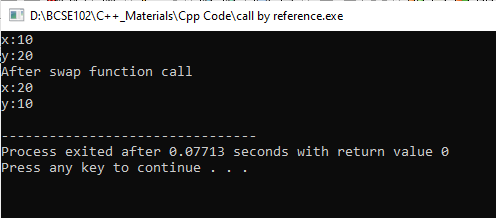 D:\BCSE102\C++_Materials\Cpp Code\call by reference.exe
x:10
y:20
After swap function call
x:20
y:10
--------------------------------
Process exited after 0.07713 seconds with return value 0
Press any key to continue . . .